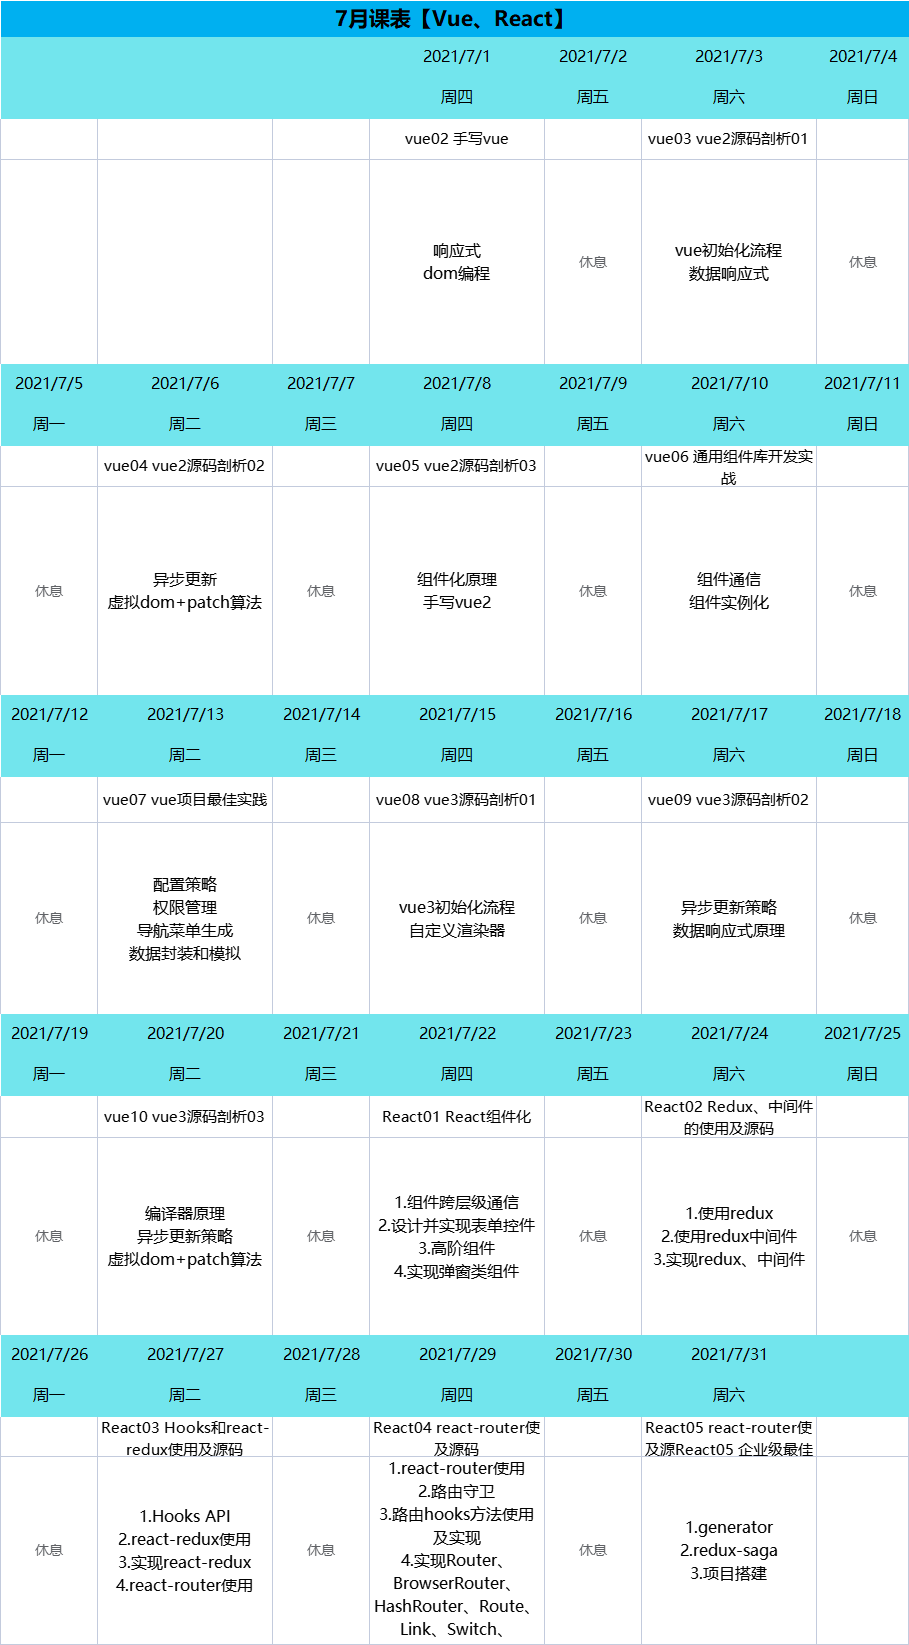 7月课表【Vue、React】
2021/7/1 2021/7/2 2021/7/3 2021/7/4
周四 周五 周六 周日
vue02 手写vue
vue03 vue2源码剖析01
响应式
dom编程
休息
vue初始化流程
数据响应式
休息
2021/7/5 2021/7/6 2021/7/7 2021/7/8 2021/7/9 2021/7/10 2021/7/11
周一 周二 周三 周四 周五 周六 周日
vue04 vue2源码剖析02
vue05 vue2源码剖析03
vue06 通用组件库开发实
战
休息
异步更新
虚拟dom+patch算法
休息
组件化原理
手写vue2
休息
组件通信
组件实例化
休息
2021/7/12 2021/7/13 2021/7/14 2021/7/15 2021/7/16 2021/7/17 2021/7/18
周一 周二 周三 周四 周五 周六 周日
vue07 vue项目最佳实践
vue08 vue3源码剖析01
vue09 vue3源码剖析02
休息
配置策略
权限管理
导航菜单生成
数据封装和模拟
休息
vue3初始化流程
自定义渲染器
休息
异步更新策略
数据响应式原理
休息
2021/7/19 2021/7/20 2021/7/21 2021/7/22 2021/7/23 2021/7/24 2021/7/25
周一 周二 周三 周四 周五 周六 周日
vue10 vue3源码剖析03
React01 React组件化
React02 Redux、中间件
的使用及源码
休息
编译器原理
异步更新策略
虚拟dom+patch算法
休息
1.组件跨层级通信
2.设计并实现表单控件
3.高阶组件
4.实现弹窗类组件
休息
1.使用redux
2.使用redux中间件
3.实现redux、中间件
休息
2021/7/26 2021/7/27 2021/7/28 2021/7/29 2021/7/30 2021/7/31
周一 周二 周三 周四 周五 周六
React03 Hooks和react-
redux使用及源码
React04 react-router使
及源码
React05 react-router使
及源React05 企业级最佳
休息
1.Hooks API
2.react-redux使用
3.实现react-redux
4.react-router使用
休息
1.react-router使用
2.路由守卫
3.路由hooks方法使用
及实现
4.实现Router、
BrowserRouter、
HashRouter、Route、
Link、Switch、
休息
1.generator
2.redux-saga
3.项目搭建